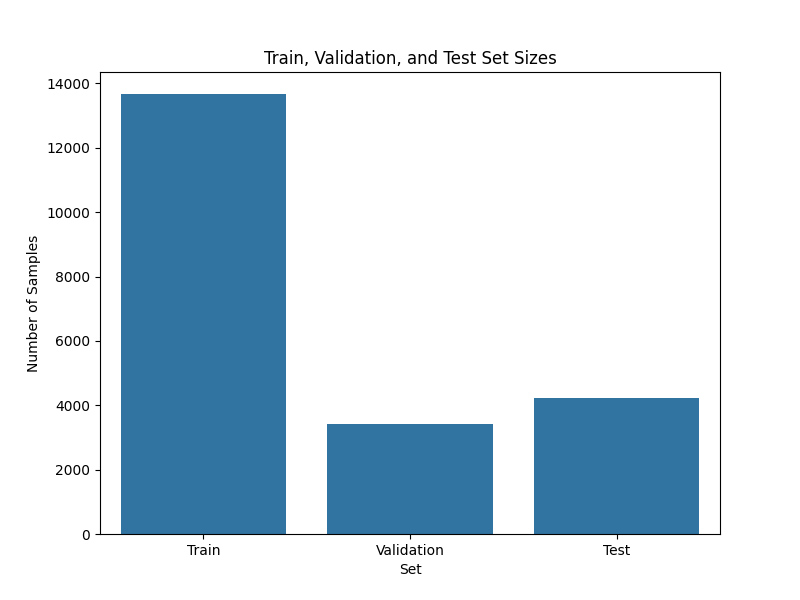 Train, Validation, and Test Set Sizes
14000
12000
10000
8000
6000
4000
2000
0
Number of Samples
Train
Validation
Test
Set